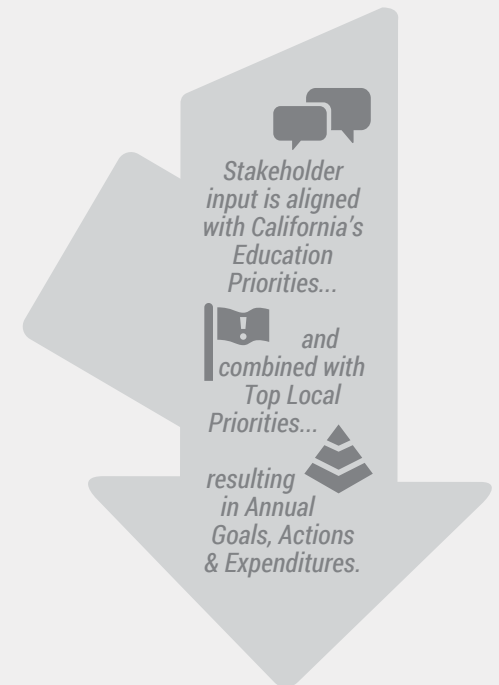 Stakeholder
input is aligned
with California's
Education
Priorities...
!
and
combined with
Top Local
Priorities...
resulting
in Annual
Goals, Actions
& Expenditures.